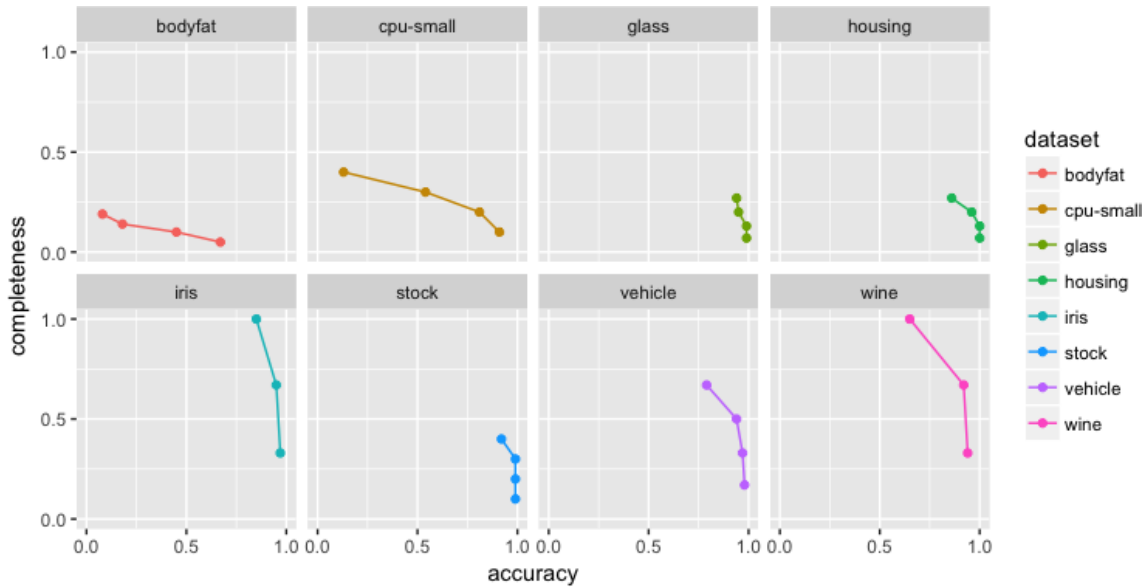 bodyfat
cpu-small
glass
housing
1.0
0.5
0.0
iris
stock
vehicle
wine
1.0
0.5
0.0
0.0 0.5 1.0 0.0 0.5 1.0 0.0 0.5 1.0 0.0 0.5 1.0
accuracy
completeness
dataset
bodyfat
cpu-small
glass
housing
iris
stock
vehicle
wine